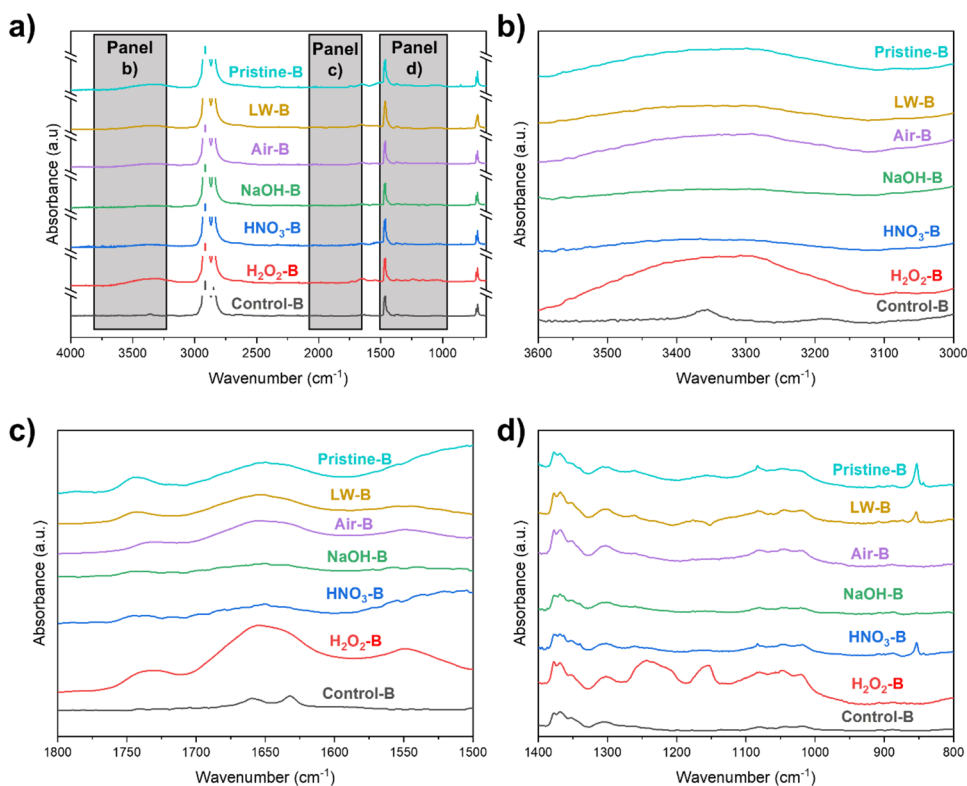 a)
Panel
b)
Panel
c)
Panel
d)
Pristine-B
LW-B
Air-B
NaOH-B
HNO₃-B
H₂O₂-B
Control-B
Absorbance (a.u.)
4000 3500 3000 2500 2000 1500 1000
Wavenumber (cm⁻¹)
b)
Pristine-B
LW-B
Air-B
NaOH-B
HNO₃-B
H₂O₂-B
Control-B
Absorbance (a.u.)
3600 3500 3400 3300 3200 3100 3000
Wavenumber (cm⁻¹)
c)
Pristine-B
LW-B
Air-B
NaOH-B
HNO₃-B
H₂O₂-B
Control-B
Absorbance (a.u.)
1800 1750 1700 1650 1600 1550 1500
Wavenumber (cm⁻¹)
d)
Pristine-B
LW-B
Air-B
NaOH-B
HNO₃-B
H₂O₂-B
Control-B
Absorbance (a.u.)
1400 1300 1200 1100 1000 900 800
Wavenumber (cm⁻¹)